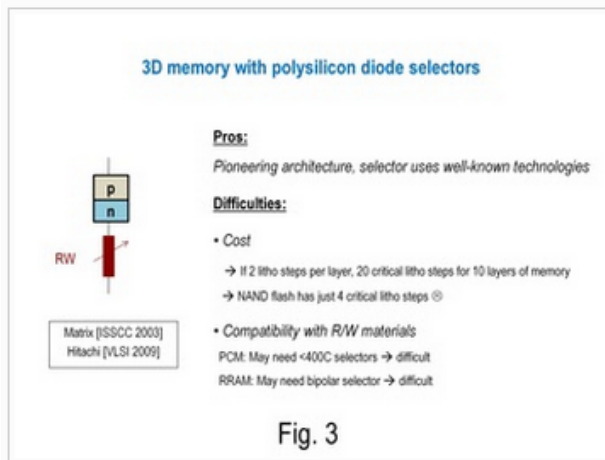 3D memory with polysilicon diode selectors
Pros:
Pioneering architecture, selector uses well-known technologies
p
n
Difficulties:
• Cost
RW
→ If 2 litho steps per layer, 20 critical litho steps for 10 layers of memory
→ NAND flash has just 4 critical litho steps ☹
Matrix [ISSCC 2003]
Hitachi [VLSI 2009]
• Compatibility with R/W materials
PCM: May need <400C selectors → difficult
RRAM: May need bipolar selector → difficult
Fig. 3